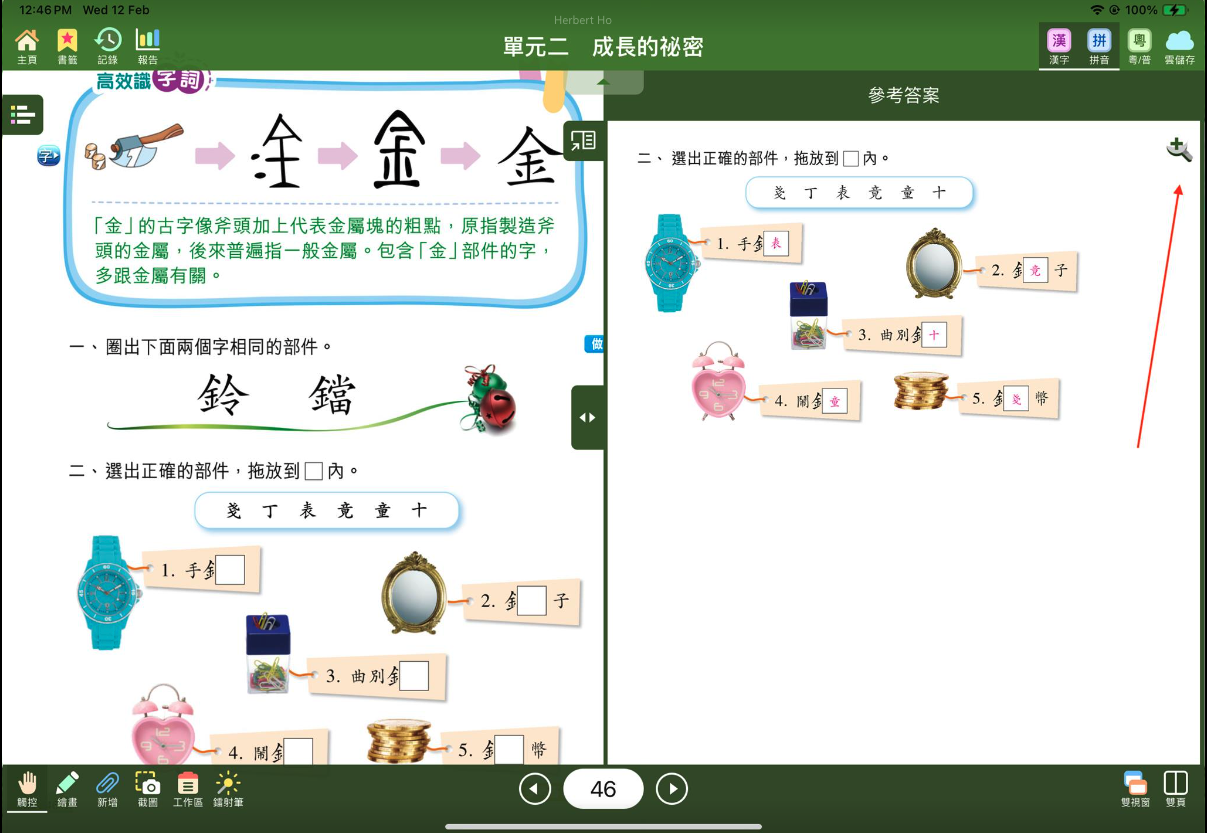 12:46 PM Wed 12 Feb
100%
Herbert Ho
主頁
書籤
記錄
報告
單元二 成長的祕密
漢
漢字
拼
拼音
粵
粵/普
雲儲存
高效識字詞
字
金
金
「金」的古字像斧頭加上代表金屬塊的粗點，原指製造斧
頭的金屬，後來普遍指一般金屬。包含「金」部件的字，
多跟金屬有關。
一、圈出下面兩個字相同的部件。
做
鈴 鐺
二、選出正確的部件，拖放到□內。
戔 丁 表 竟 童 十
1. 手釒□
2. 釒□子
3. 曲別釒□
4. 鬧釒□
5. 釒□幣
參考答案
二、選出正確的部件，拖放到□內。
戔 丁 表 竟 童 十
1. 手釒表
2. 釒竟子
3. 曲別釒十
4. 鬧釒童
5. 釒戔幣
觸控
繪畫
新增
截圖
工作區
鐳射筆
46
雙視窗
雙頁